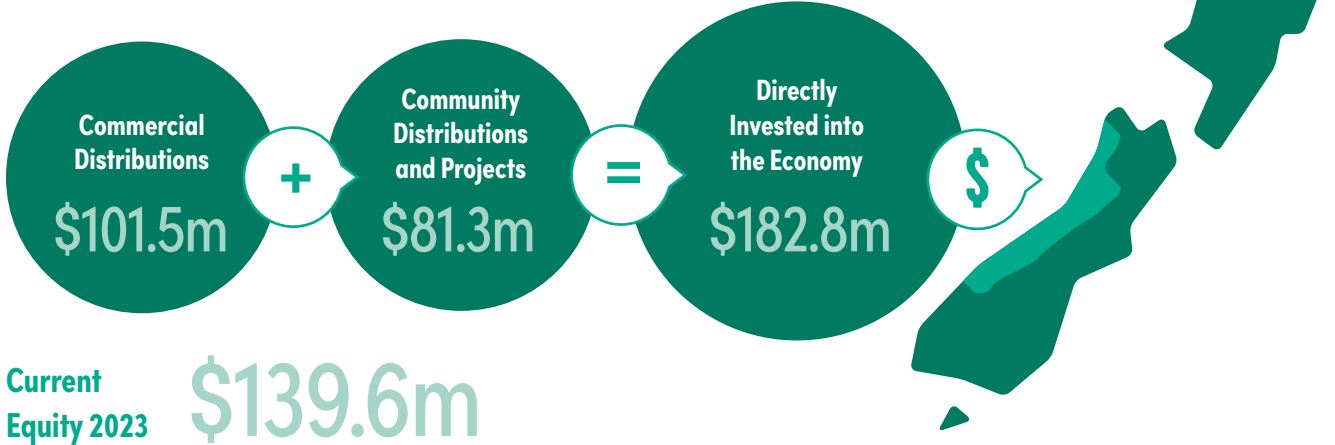 Commercial
Distributions
$101.5m
+
Community
Distributions
and Projects
$81.3m
=
Directly
Invested into
the Economy
$182.8m
$
Current
Equity 2023
$139.6m